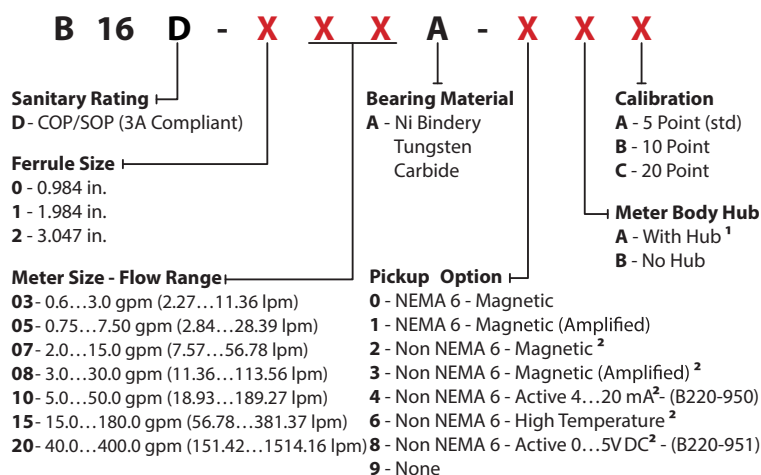 B 16 D - X X X A - X X X
Sanitary Rating
D - COP/SOP (3A Compliant)
Ferrule Size
0 - 0.984 in.
1 - 1.984 in.
2 - 3.047 in.
Meter Size - Flow Range
03 - 0.6…3.0 gpm (2.27…11.36 lpm)
05 - 0.75…7.50 gpm (2.84…28.39 lpm)
07 - 2.0…15.0 gpm (7.57…56.78 lpm)
08 - 3.0…30.0 gpm (11.36…113.56 lpm)
10 - 5.0…50.0 gpm (18.93…189.27 lpm)
15 - 15.0…180.0 gpm (56.78…381.37 lpm)
20 - 40.0…400.0 gpm (151.42…1514.16 lpm)
Bearing Material
A - Ni Bindery
Tungsten
Carbide
Calibration
A - 5 Point (std)
B - 10 Point
C - 20 Point
Meter Body Hub
A - With Hub ¹
B - No Hub
Pickup Option
0 - NEMA 6 - Magnetic
1 - NEMA 6 - Magnetic (Amplified)
2 - Non NEMA 6 - Magnetic ²
3 - Non NEMA 6 - Magnetic (Amplified) ²
4 - Non NEMA 6 - Active 4…20 mA² - (B220-950)
6 - Non NEMA 6 - High Temperature ²
8 - Non NEMA 6 - Active 0…5V DC² - (B220-951)
9 - None